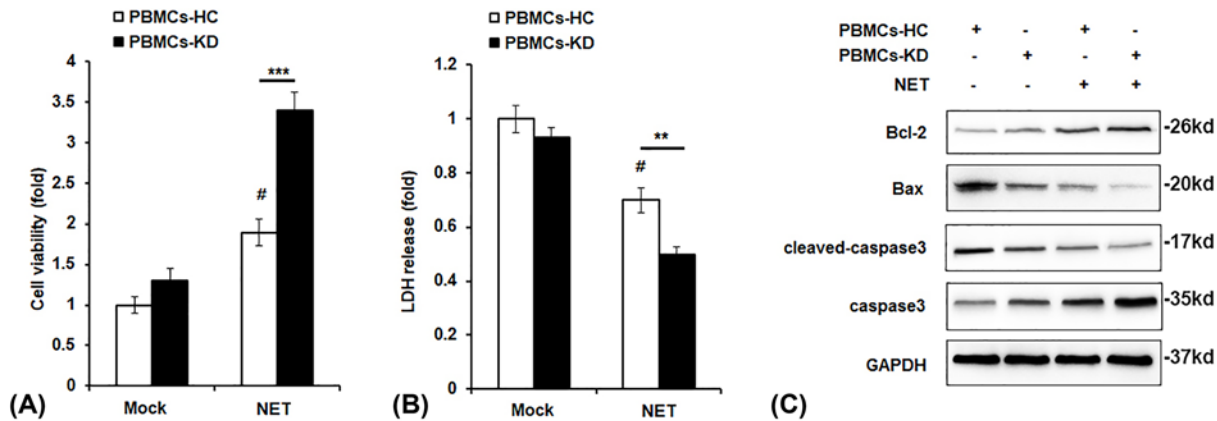 PBMCs-HC
PBMCs-KD
Cell viability (fold)
4
3.5
3
2.5
2
1.5
1
0.5
0
***
#
Mock
NET
(A)
PBMCs-HC
PBMCs-KD
LDH release (fold)
1.2
1
0.8
0.6
0.4
0.2
0
**
#
Mock
NET
(B)
PBMCs-HC + - + -
PBMCs-KD - + - +
NET - - + +
Bcl-2 -26kd
Bax -20kd
cleaved-caspase3 -17kd
caspase3 -35kd
GAPDH -37kd
(C)